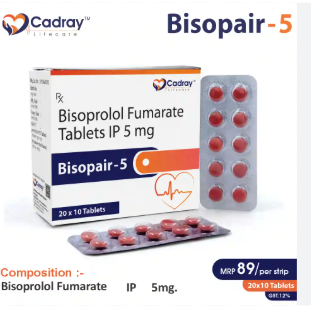 Cadray
Lifecare
Bisopair-5
Cadray
Rx
Bisoprolol Fumarate
Tablets IP 5 mg
Bisopair-5
20 x 10 Tablets
MRP 89/per strip
20x10 Tablets
GST:12%
Composition :-
Bisoprolol Fumarate IP 5mg.